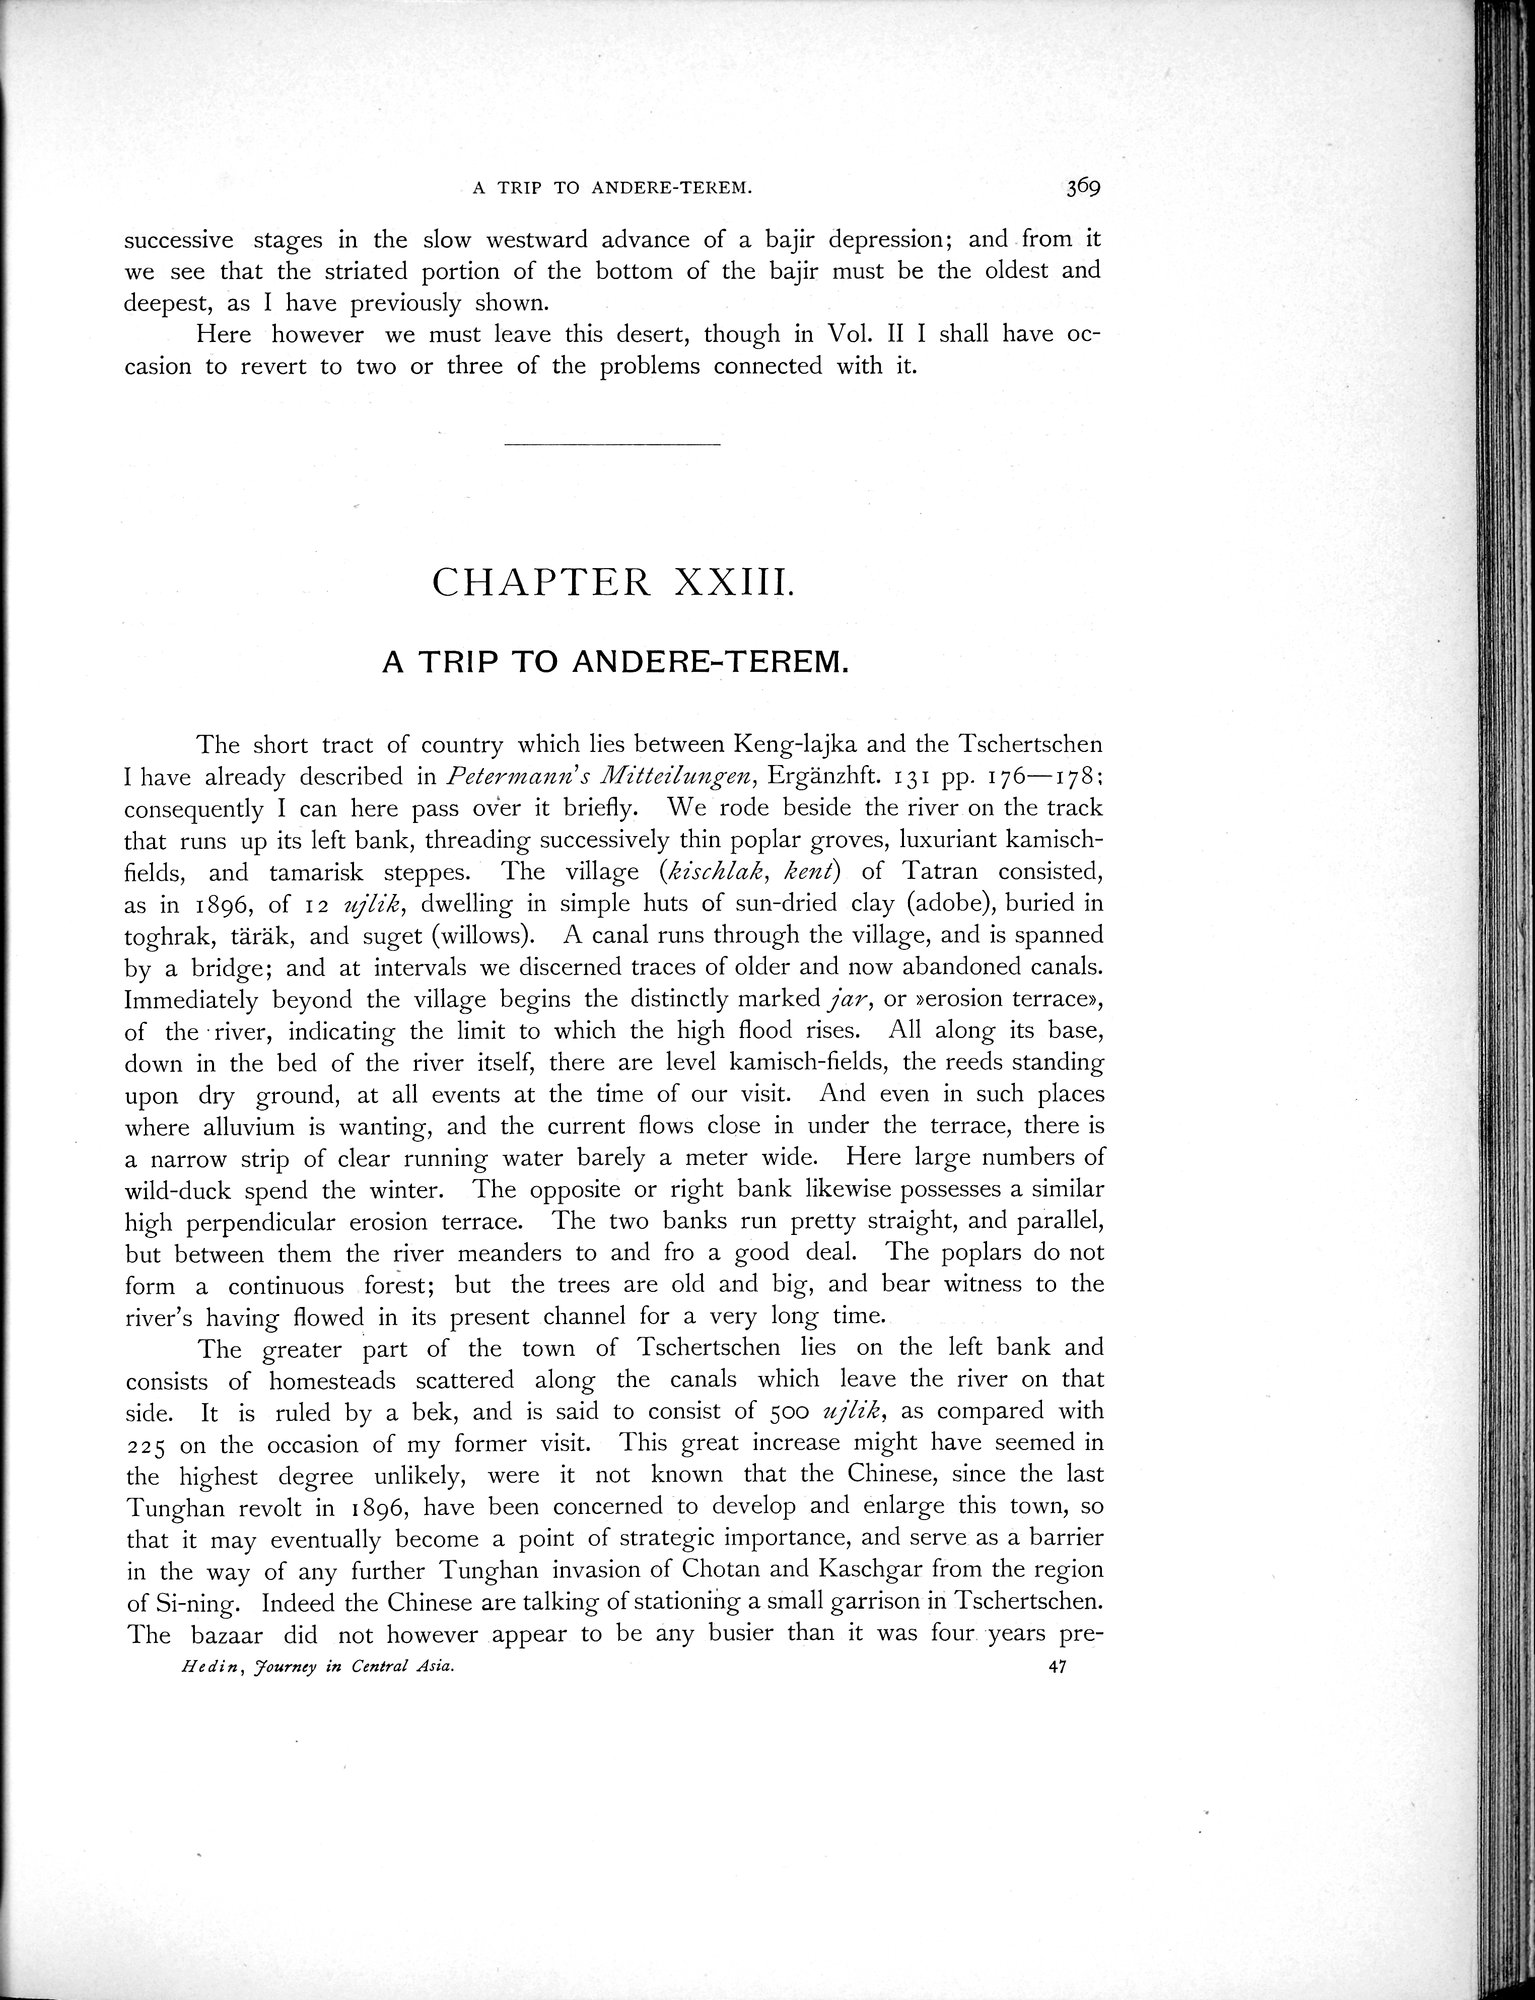 A TRIP TO ANDERE-TEREM. 369
successive stages in the slow westward advance of a bajir depression; and from it
we see that the striated portion of the bottom of the bajir must be the oldest and
deepest, as I have previously shown.
Here however we must leave this desert, though in Vol. II I shall have oc-
casion to revert to two or three of the problems connected with it.
CHAPTER XXIII.
A TRIP TO ANDERE-TEREM.
The short tract of country which lies between Keng-lajka and the Tschertschen
I have already described in Petermann's Mitteilungen, Ergänzhft. 131 pp. 176—178;
consequently I can here pass over it briefly. We rode beside the river on the track
that runs up its left bank, threading successively thin poplar groves, luxuriant kamisch-
fields, and tamarisk steppes. The village (kischlak, kent) of Tatran consisted,
as in 1896, of 12 ujlik, dwelling in simple huts of sun-dried clay (adobe), buried in
toghrak, täräk, and suget (willows). A canal runs through the village, and is spanned
by a bridge; and at intervals we discerned traces of older and now abandoned canals.
Immediately beyond the village begins the distinctly marked jar, or »erosion terrace»,
of the river, indicating the limit to which the high flood rises. All along its base,
down in the bed of the river itself, there are level kamisch-fields, the reeds standing
upon dry ground, at all events at the time of our visit. And even in such places
where alluvium is wanting, and the current flows close in under the terrace, there is
a narrow strip of clear running water barely a meter wide. Here large numbers of
wild-duck spend the winter. The opposite or right bank likewise possesses a similar
high perpendicular erosion terrace. The two banks run pretty straight, and parallel,
but between them the river meanders to and fro a good deal. The poplars do not
form a continuous forest; but the trees are old and big, and bear witness to the
river's having flowed in its present channel for a very long time.
The greater part of the town of Tschertschen lies on the left bank and
consists of homesteads scattered along the canals which leave the river on that
side. It is ruled by a bek, and is said to consist of 500 ujlik, as compared with
225 on the occasion of my former visit. This great increase might have seemed in
the highest degree unlikely, were it not known that the Chinese, since the last
Tunghan revolt in 1896, have been concerned to develop and enlarge this town, so
that it may eventually become a point of strategic importance, and serve as a barrier
in the way of any further Tunghan invasion of Chotan and Kaschgar from the region
of Si-ning. Indeed the Chinese are talking of stationing a small garrison in Tschertschen.
The bazaar did not however appear to be any busier than it was four years pre-
Hedin, Journey in Central Asia. 47